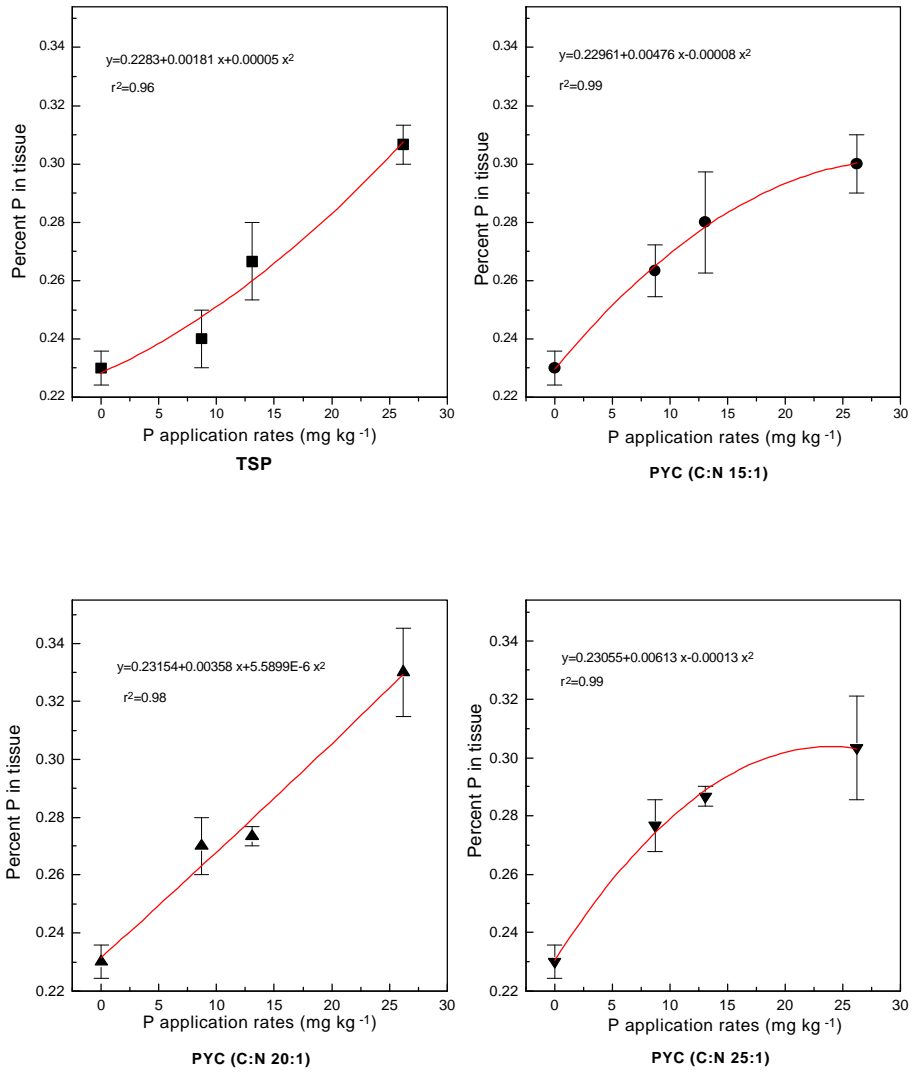 0.34
0.32
0.30
0.28
0.26
0.24
0.22
Percent P in tissue
y=0.2283+0.00181 x+0.00005 x²
r²=0.96
0 5 10 15 20 25 30
P application rates (mg kg -1)
TSP
0.34
0.32
0.30
0.28
0.26
0.24
0.22
Percent P in tissue
y=0.22961+0.00476 x-0.00008 x²
r²=0.99
0 5 10 15 20 25 30
P application rates (mg kg -1)
PYC (C:N 15:1)
0.34
0.32
0.30
0.28
0.26
0.24
0.22
Percent P in tissue
y=0.23154+0.00358 x+5.5899E-6 x²
r²=0.98
0 5 10 15 20 25 30
P application rates (mg kg -1)
PYC (C:N 20:1)
0.34
0.32
0.30
0.28
0.26
0.24
0.22
Percent P in tissue
y=0.23055+0.00613 x-0.00013 x²
r²=0.99
0 5 10 15 20 25 30
P application rates (mg kg -1)
PYC (C:N 25:1)